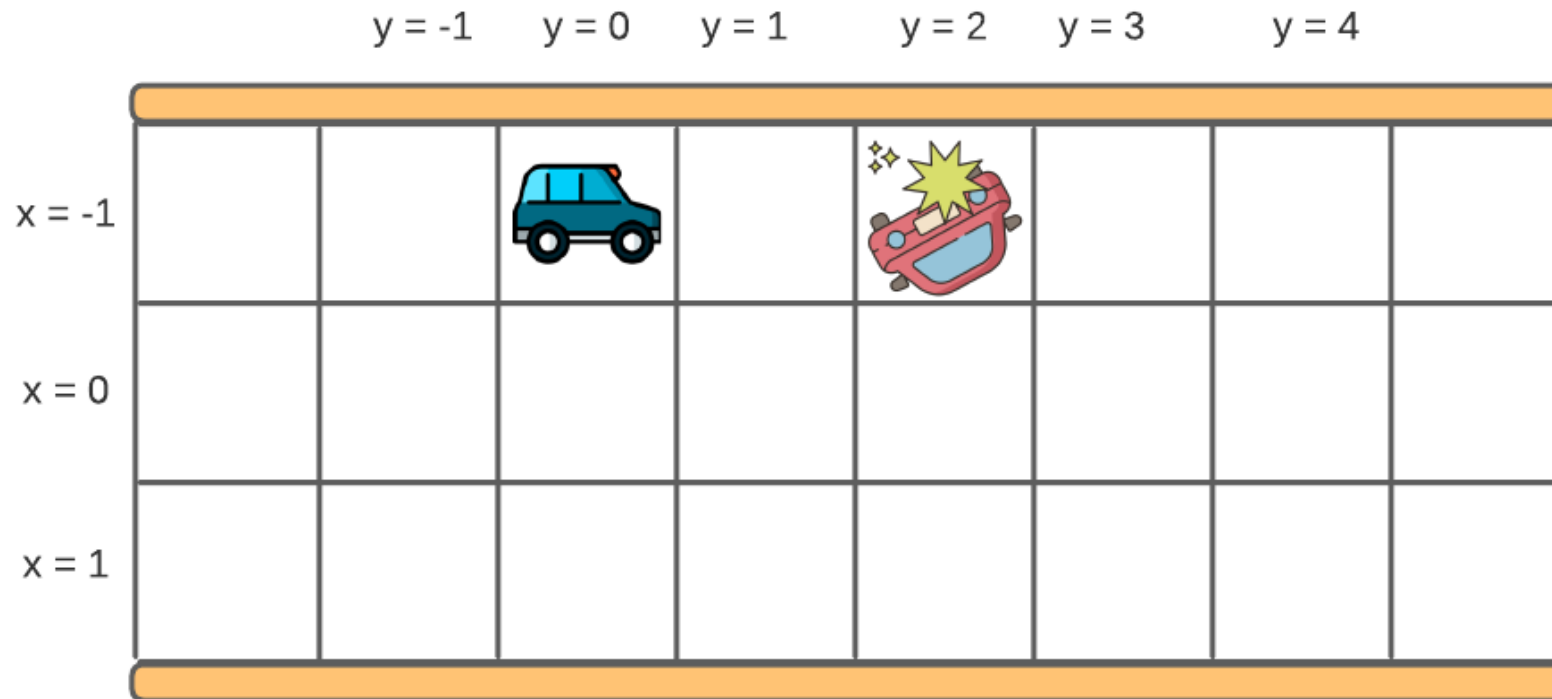 y = -1 y = 0 y = 1 y = 2 y = 3 y = 4
x = -1
x = 0
x = 1